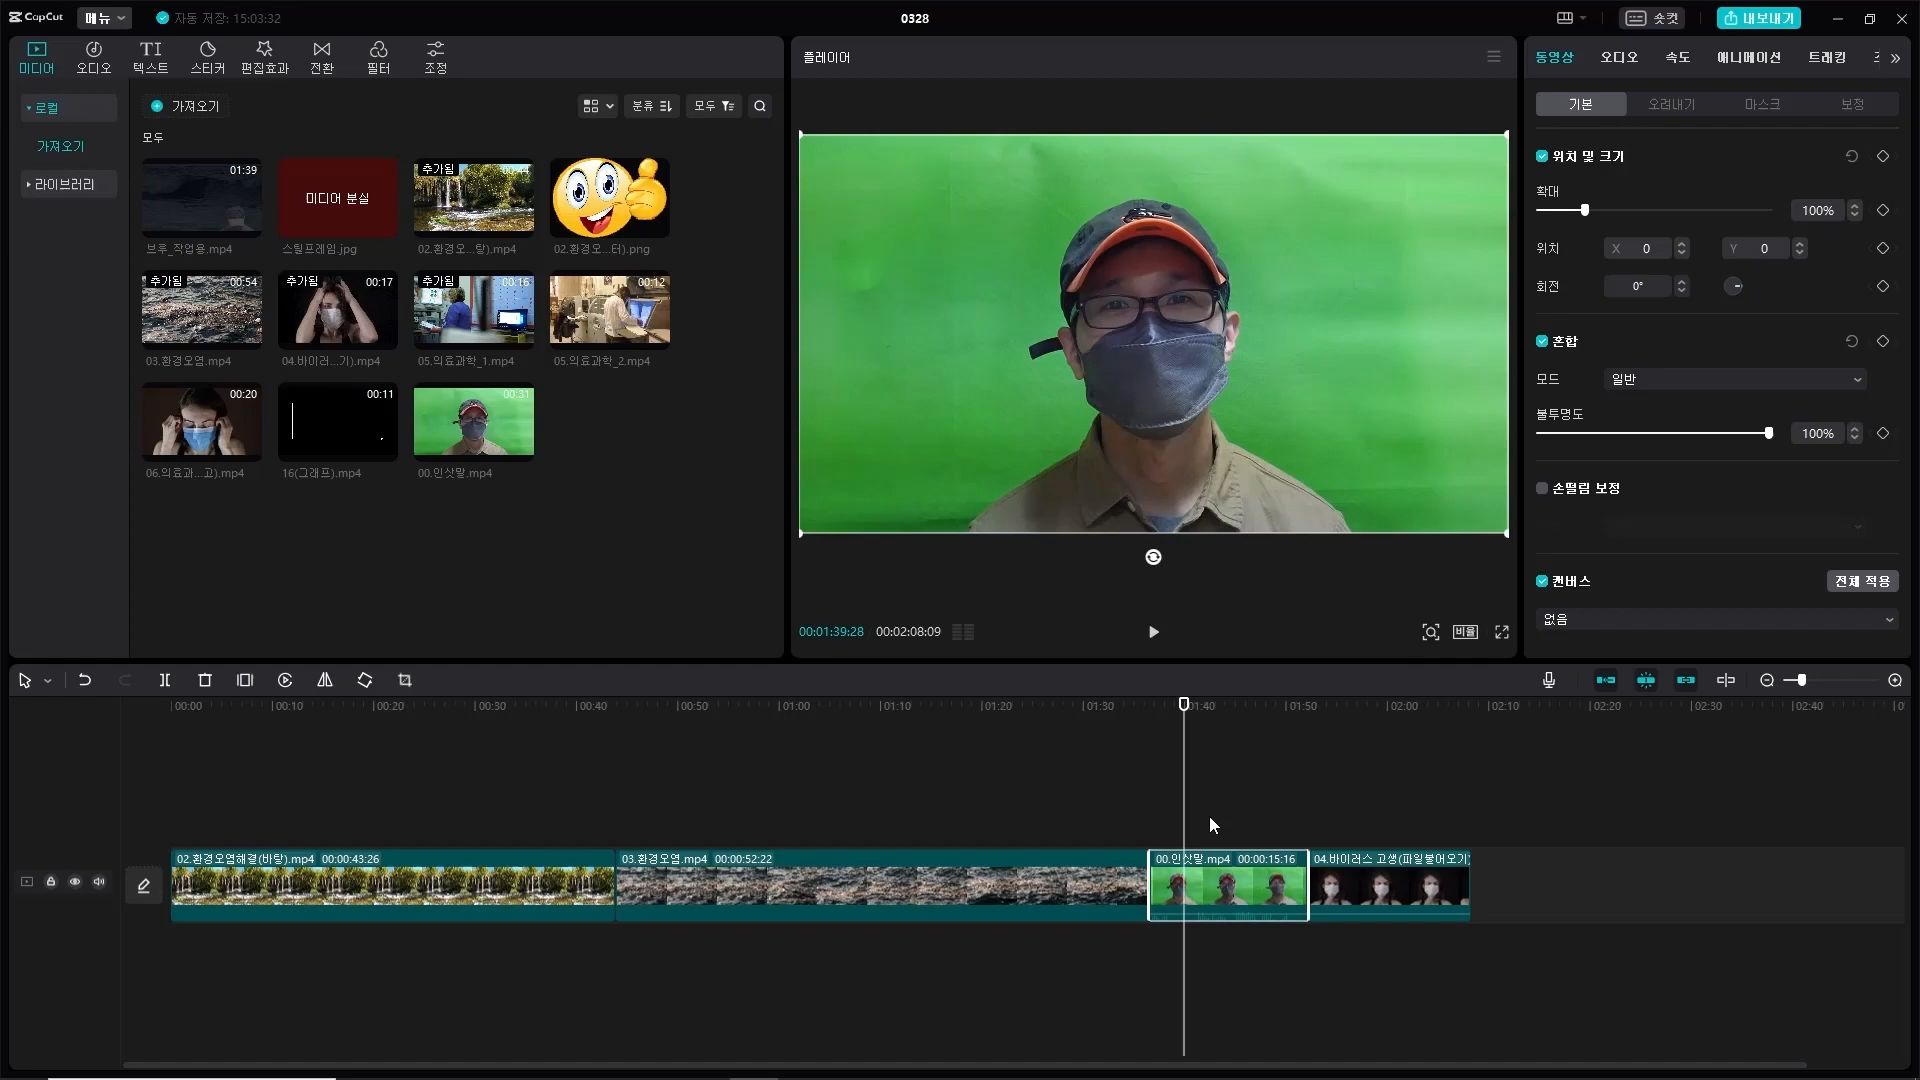 CapCut 메뉴 자동 저장: 15:03:32 0328 숏컷 내보내기
미디어 오디오 텍스트 스티커 편집효과 전환 필터 조정
로컬
가져오기
라이브러리
가져오기 분류 모두
모두
01:39 미디어 분실 추가됨
보루_작업용.mp4 스틸프레임.jpg 02.환경오...탕).mp4 02.환경오...터).png
추가됨 00:54 추가됨 00:17 추가됨 00:16 00:12
03.환경오염.mp4 04.바이러...기).mp4 05.의료과학_1.mp4 05.의료과학_2.mp4
00:20 00:11 00:31
06.의료과...고).mp4 16(그래프).mp4 00.인삿말.mp4
플레이어
00:01:39:28 00:02:08:09 비율
동영상 오디오 속도 애니메이션 트래킹
기본 오려내기 마스크 보정
위치 및 크기
확대
100%
위치 X 0 Y 0
회전 0°
혼합
모드 일반
불투명도
100%
손떨림 보정
캔버스 전체 적용
없음
00:00 00:10 00:20 00:30 00:40 00:50 01:00 01:10 01:20 01:30 01:40 01:50 02:00 02:10 02:20 02:30 02:40
02.환경오염해결(바탕).mp4 00:00:43:26 03.환경오염.mp4 00:00:52:22 00.인삿말.mp4 00:00:15:16 04.바이러스 고생(파일붙어오기)